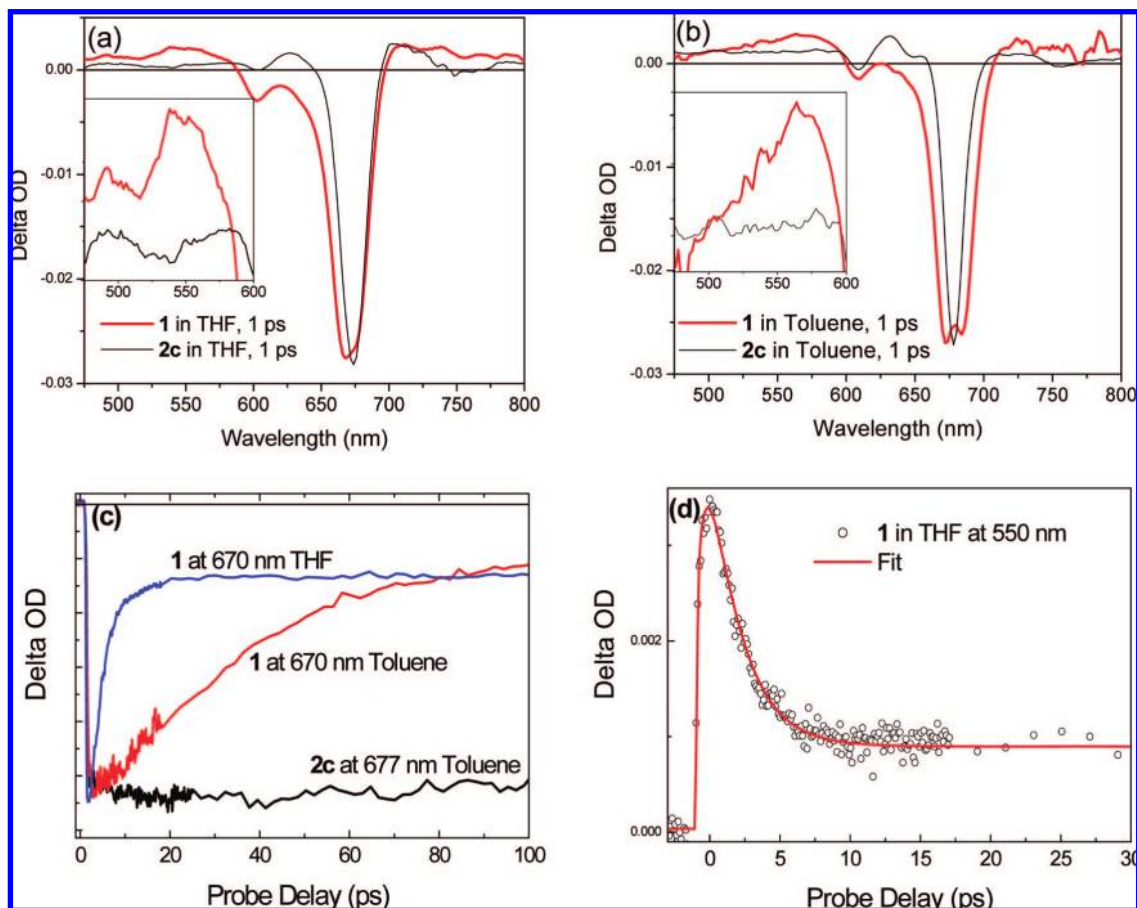 (a)
0.00
-0.01
-0.02
-0.03
Delta OD
500 550 600
1 in THF, 1 ps
2c in THF, 1 ps
500 550 600 650 700 750 800
Wavelength (nm)
(b)
0.00
-0.01
-0.02
-0.03
Delta OD
500 550 600
1 in Toluene, 1 ps
2c in Toluene, 1 ps
500 550 600 650 700 750 800
Wavelength (nm)
(c)
Delta OD
1 at 670 nm THF
1 at 670 nm Toluene
2c at 677 nm Toluene
0 20 40 60 80 100
Probe Delay (ps)
(d)
1 in THF at 550 nm
Fit
Delta OD
0.002
0.000
0 5 10 15 20 25 30
Probe Delay (ps)